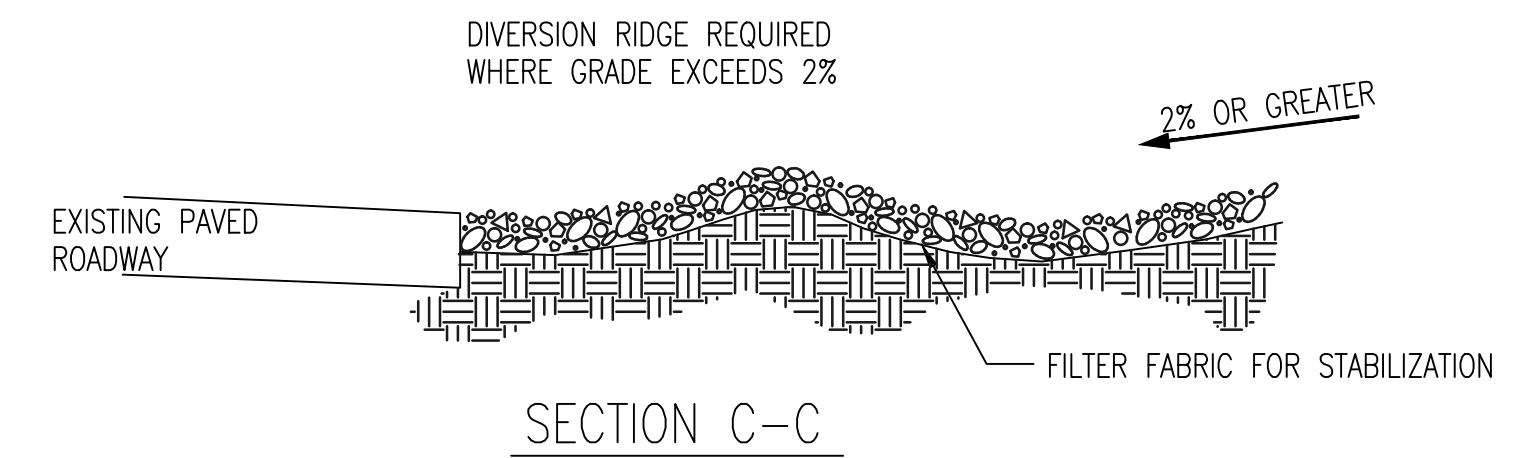 DIVERSION RIDGE REQUIRED
WHERE GRADE EXCEEDS 2%
2% OR GREATER
EXISTING PAVED
ROADWAY
FILTER FABRIC FOR STABILIZATION
SECTION C-C